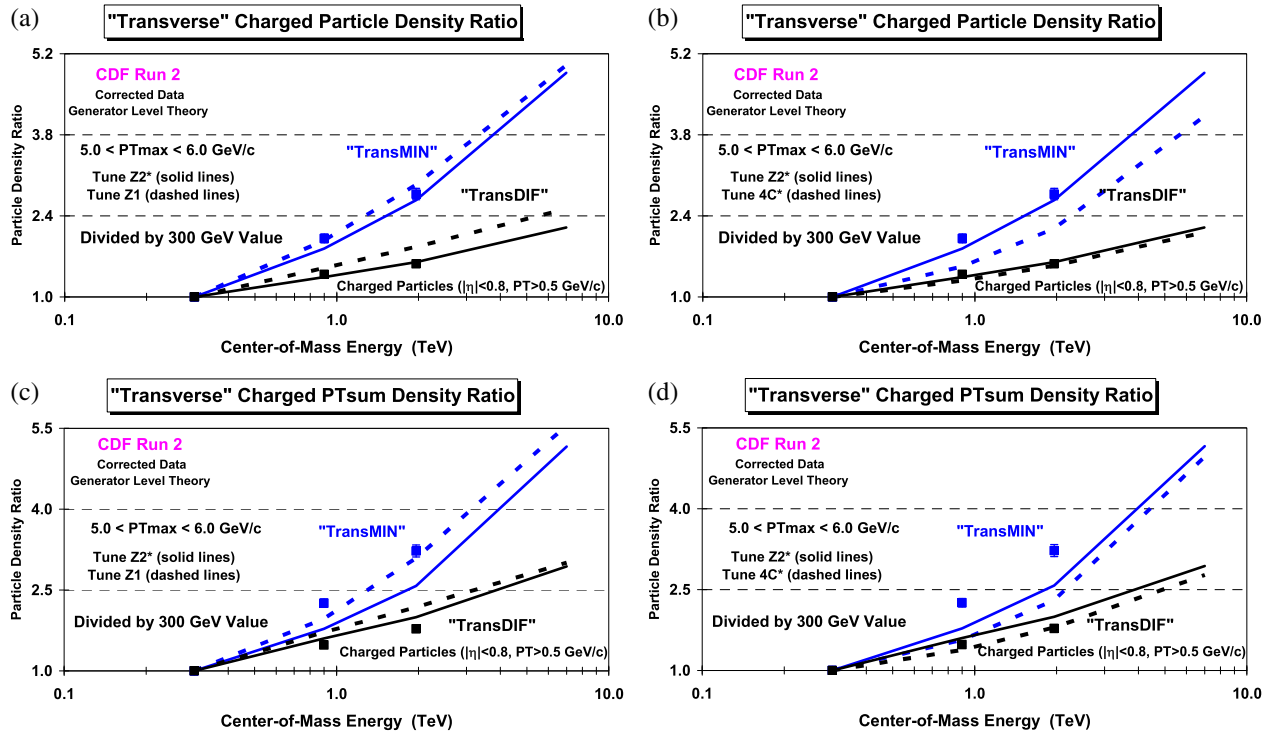 (a)
"Transverse" Charged Particle Density Ratio
Particle Density Ratio
5.2
3.8
2.4
1.0
CDF Run 2
Corrected Data
Generator Level Theory
5.0 < PTmax < 6.0 GeV/c
"TransMIN"
Tune Z2* (solid lines)
Tune Z1 (dashed lines)
"TransDIF"
Divided by 300 GeV Value
Charged Particles (|η|<0.8, PT>0.5 GeV/c)
0.1
1.0
10.0
Center-of-Mass Energy (TeV)
(b)
"Transverse" Charged Particle Density Ratio
Particle Density Ratio
5.2
3.8
2.4
1.0
CDF Run 2
Corrected Data
Generator Level Theory
5.0 < PTmax < 6.0 GeV/c
"TransMIN"
Tune Z2* (solid lines)
Tune 4C* (dashed lines)
"TransDIF"
Divided by 300 GeV Value
Charged Particles (|η|<0.8, PT>0.5 GeV/c)
0.1
1.0
10.0
Center-of-Mass Energy (TeV)
(c)
"Transverse" Charged PTsum Density Ratio
Particle Density Ratio
5.5
4.0
2.5
1.0
CDF Run 2
Corrected Data
Generator Level Theory
5.0 < PTmax < 6.0 GeV/c
"TransMIN"
Tune Z2* (solid lines)
Tune Z1 (dashed lines)
Divided by 300 GeV Value
"TransDIF"
Charged Particles (|η|<0.8, PT>0.5 GeV/c)
0.1
1.0
10.0
Center-of-Mass Energy (TeV)
(d)
"Transverse" Charged PTsum Density Ratio
Particle Density Ratio
5.5
4.0
2.5
1.0
CDF Run 2
Corrected Data
Generator Level Theory
5.0 < PTmax < 6.0 GeV/c
"TransMIN"
Tune Z2* (solid lines)
Tune 4C* (dashed lines)
Divided by 300 GeV Value
"TransDIF"
Charged Particles (|η|<0.8, PT>0.5 GeV/c)
0.1
1.0
10.0
Center-of-Mass Energy (TeV)